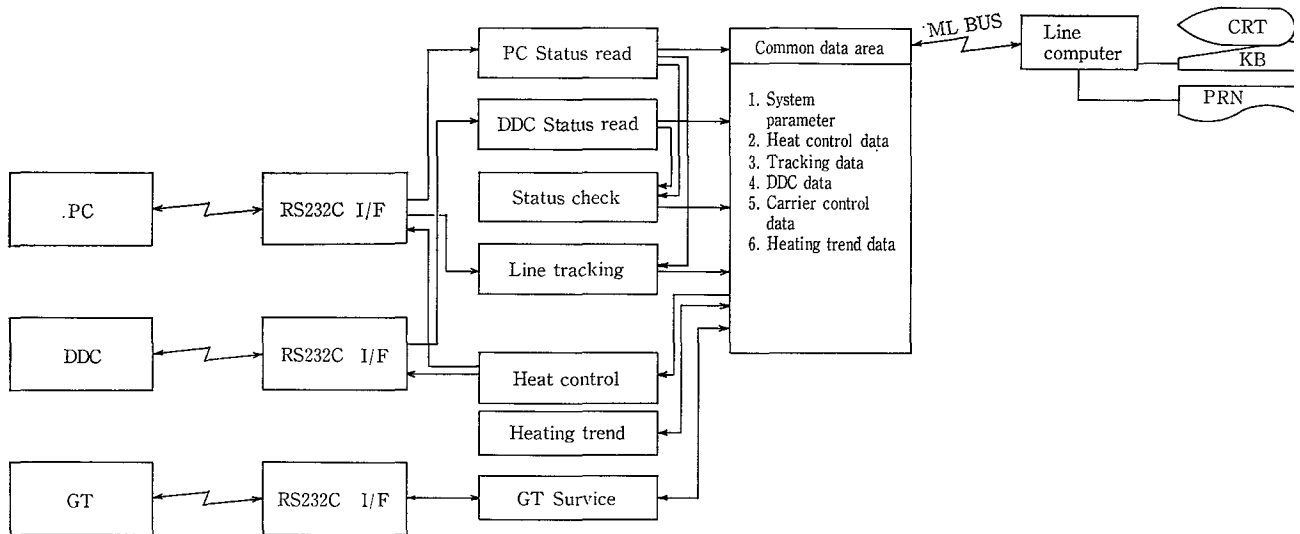 PC Status read
DDC Status read
Status check
Line tracking
Heat control
Heating trend
GT Survice
.PC
DDC
GT
RS232C I/F
RS232C I/F
RS232C I/F
Common data area
1. System
parameter
2. Heat control data
3. Tracking data
4. DDC data
5. Carrier control
data
6. Heating trend data
ML BUS
Line
computer
CRT
KB
PRN